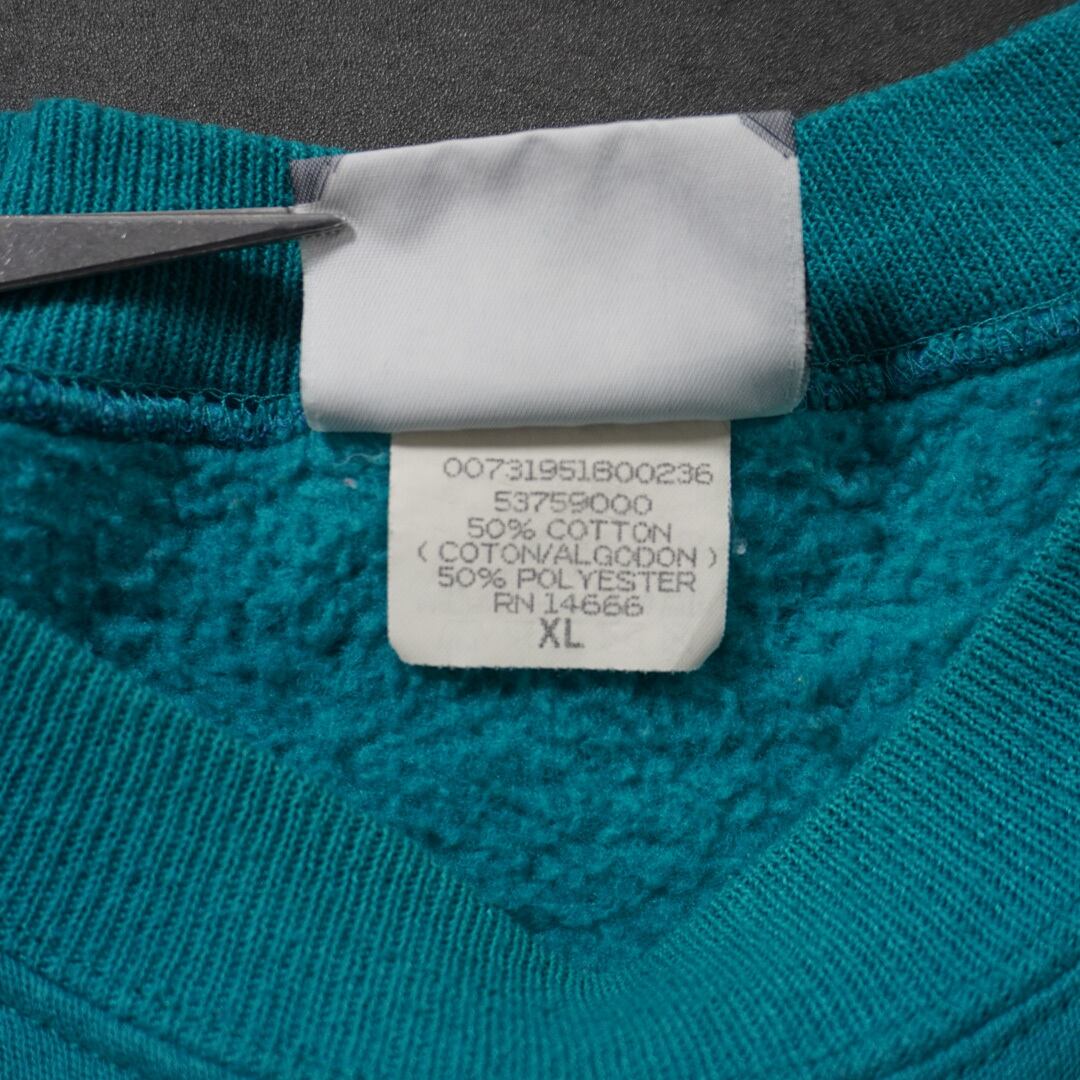 00731951800236
53759000
50% COTTON
( COTON/ALGODON )
50% POLYESTER
RN 14666
XL